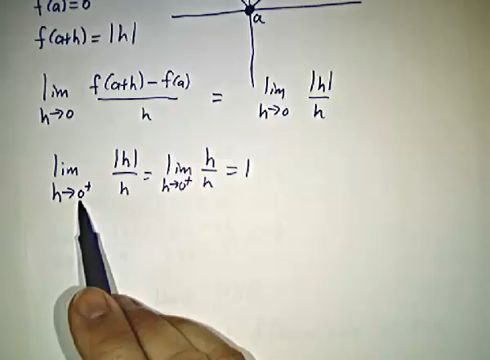 f(a)=0
a
f(a+h) = |h|
lim h→0 f(a+h) - f(a) / h = lim h→0 |h| / h
lim h→0⁺ |h| / h = lim h→0⁺ h / h = 1